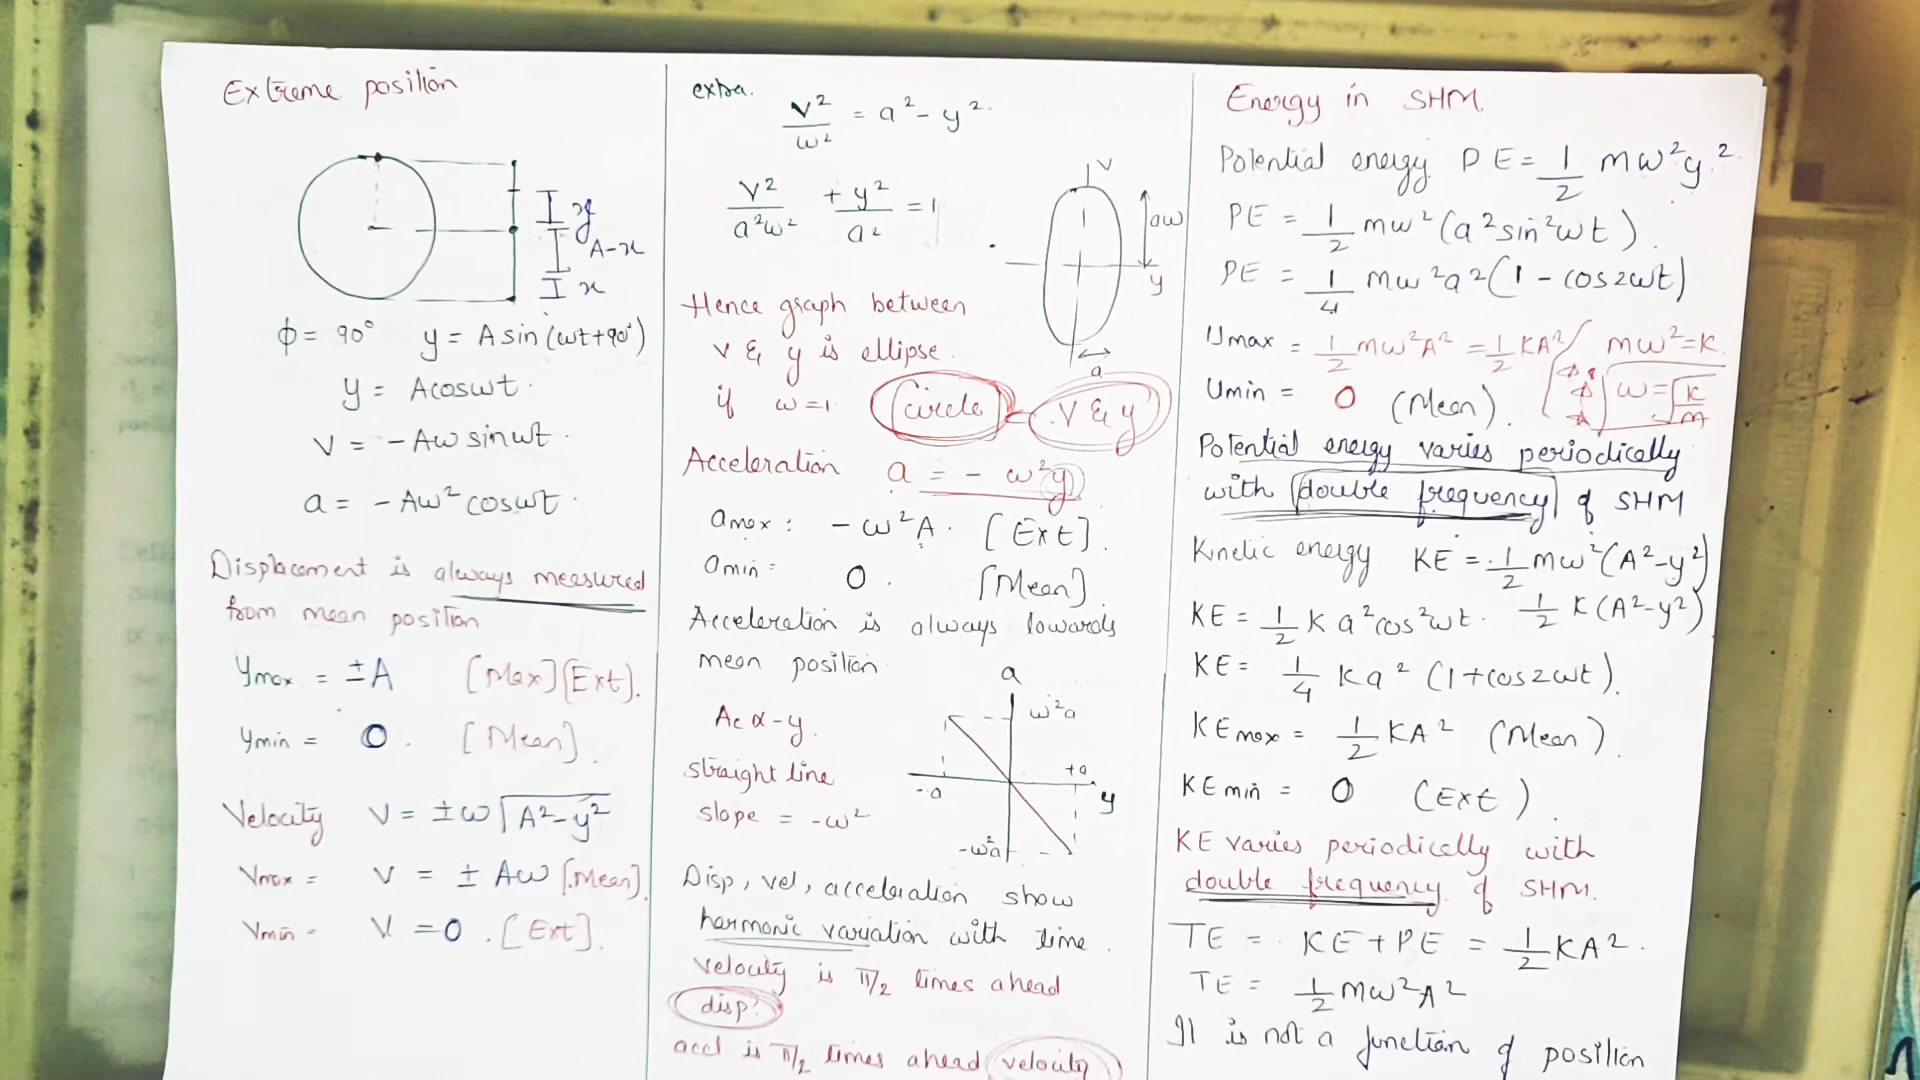 Extreme position
I y
I A-x
I x
ϕ = 90° y = A sin (ωt+90°)
y = A cosωt.
V = -Aω sinωt.
a = -Aω² cosωt.
Displacement is always measured
from mean position
ymax = ±A [Max] [Ext].
ymin = 0. [Mean].
Velocity V = ±ω√A²-y²
Vmax = V = ± Aω [Mean].
Vmin = V = 0. [Ext].
extra.
V²/ω² = a² - y².
V²/a²ω² + y²/a² = 1
V
aω
y
a
Hence graph between
V & y is ellipse.
if ω=1 circle - V & y
Acceleration a = - ω²y
amax : - ω²A. [Ext].
amin = 0. [Mean]
Acceleration is always towards
mean position
Ac α -y.
straight line
slope = -ω²
a
ω²a
+a
-a
y
-ω²a
Disp, vel, acceleration show
harmonic variation with time.
velocity is π/2 times ahead
disp.
accl is π/2 times ahead velocity
Energy in SHM.
Potential energy PE = 1/2 mω²y².
PE = 1/2 mω² (a² sin²ωt).
PE = 1/4 mω²a² (1 - cos2ωt)
Umax = 1/2 mω²A² = 1/2 KA² mω²=K.
Umin = 0 (Mean). ω = √K/m
Potential energy varies periodically
with double frequency of SHM
Kinetic energy KE = 1/2 mω² (A²-y²)
KE = 1/2 K a² cos²ωt. 1/2 K (A²-y²)
KE = 1/4 Ka² (1+cos2ωt).
KEmax = 1/2 KA² (Mean).
KEmin = 0 (Ext).
KE varies periodically with
double frequency of SHM.
TE = KE + PE = 1/2 KA².
TE = 1/2 mω²A²
It is not a function of position